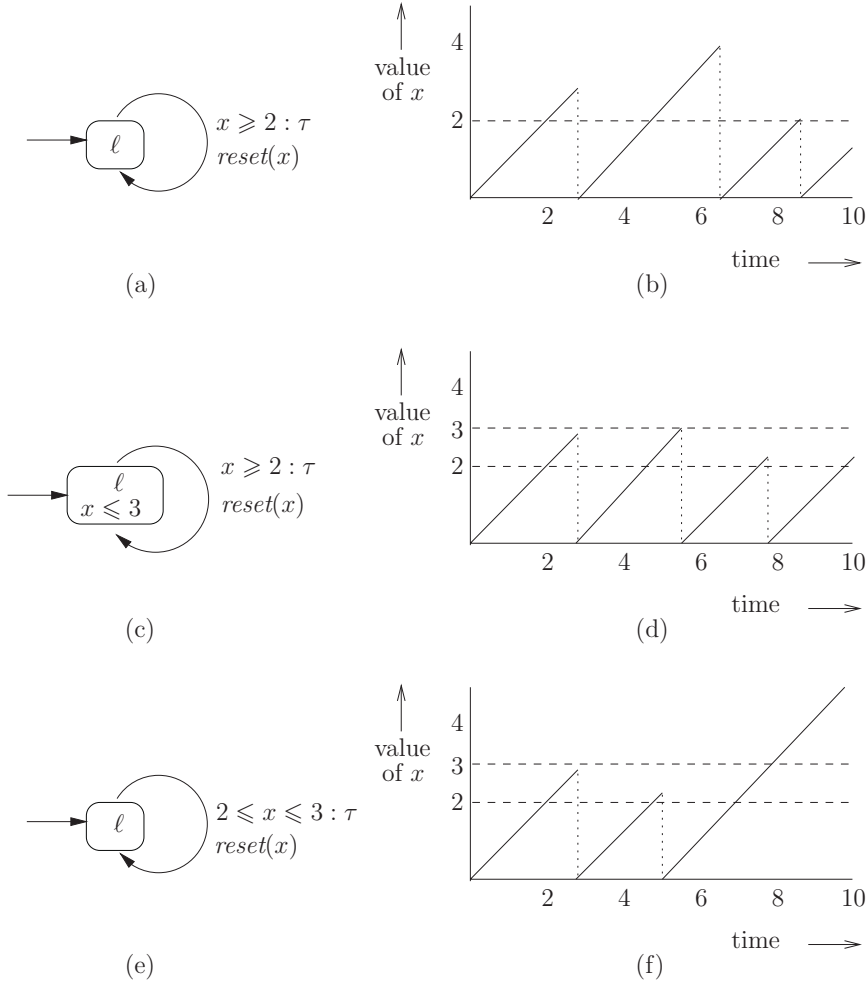 ℓ
x ⩾ 2 : τ
reset(x)
(a)
value
of x
4
2
2 4 6 8 10
time
(b)
ℓ
x ⩽ 3
x ⩾ 2 : τ
reset(x)
(c)
value
of x
4
3
2
2 4 6 8 10
time
(d)
ℓ
2 ⩽ x ⩽ 3 : τ
reset(x)
(e)
value
of x
4
3
2
2 4 6 8 10
time
(f)